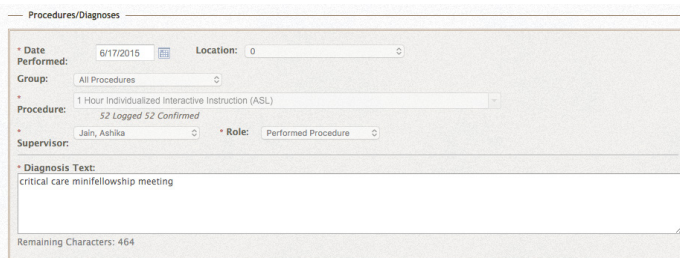 Procedures/Diagnoses
* Date Performed: 6/17/2015 Location: 0
Group: All Procedures
* Procedure: 1 Hour Individualized Interactive Instruction (ASL)
52 Logged 52 Confirmed
* Supervisor: Jain, Ashika * Role: Performed Procedure
* Diagnosis Text:
critical care minifellowship meeting
Remaining Characters: 464